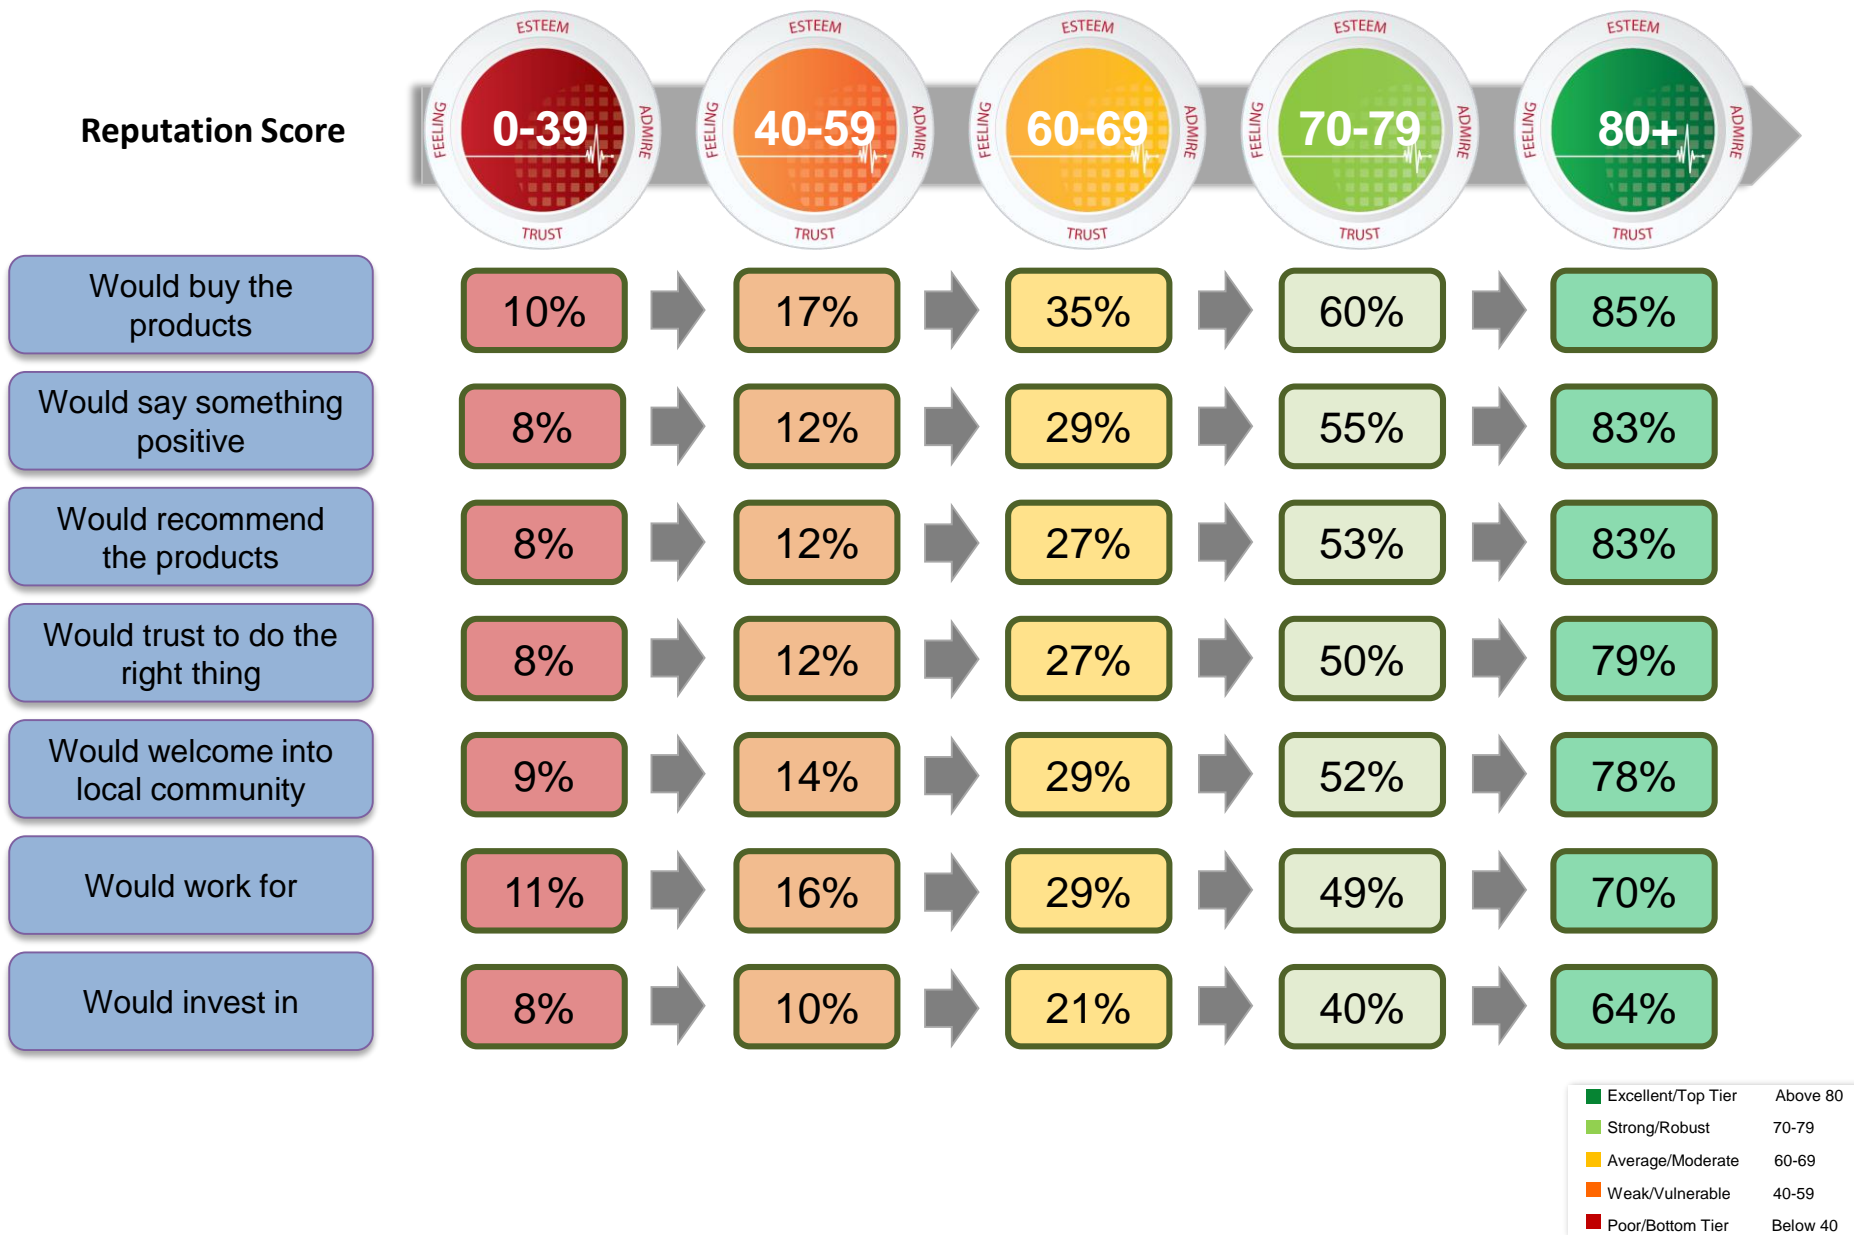 Reputation Score
ESTEEM
FEELING
ADMIRE
TRUST
0-39
ESTEEM
FEELING
ADMIRE
TRUST
40-59
ESTEEM
FEELING
ADMIRE
TRUST
60-69
ESTEEM
FEELING
ADMIRE
TRUST
70-79
ESTEEM
FEELING
ADMIRE
TRUST
80+
Would buy the
products
10% 17% 35% 60% 85%
Would say something
positive
8% 12% 29% 55% 83%
Would recommend
the products
8% 12% 27% 53% 83%
Would trust to do the
right thing
8% 12% 27% 50% 79%
Would welcome into
local community
9% 14% 29% 52% 78%
Would work for
11% 16% 29% 49% 70%
Would invest in
8% 10% 21% 40% 64%
Excellent/Top Tier Above 80
Strong/Robust 70-79
Average/Moderate 60-69
Weak/Vulnerable 40-59
Poor/Bottom Tier Below 40